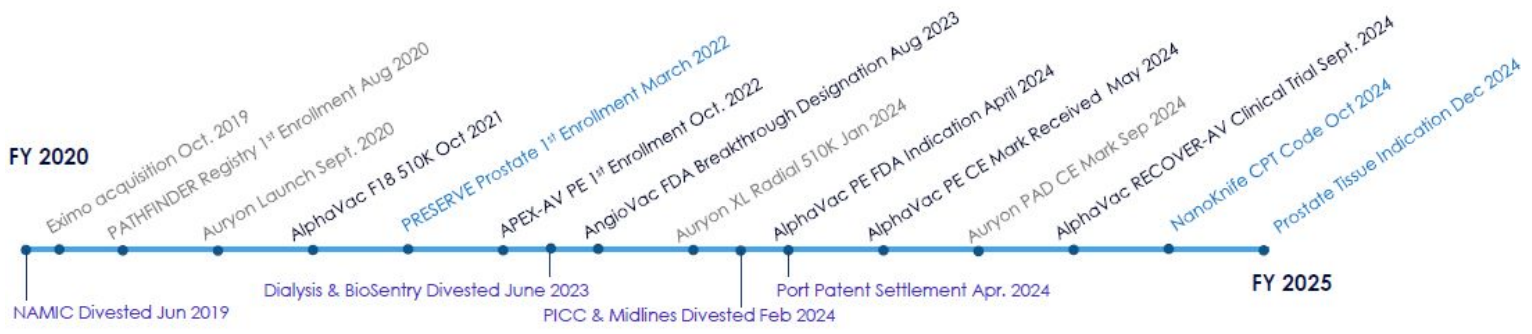 FY 2020
Eximo acquisition Oct. 2019
PATHFINDER Registry 1st Enrollment Aug 2020
Auryon Launch Sept. 2020
AlphaVac F18 510K Oct 2021
PRESERVE Prostate 1st Enrollment March 2022
APEX-AV PE 1st Enrollment Oct. 2022
AngioVac FDA Breakthrough Designation Aug 2023
Auryon XL Radial 510K Jan 2024
AlphaVac PE FDA Indication April 2024
AlphaVac PE CE Mark Received May 2024
Auryon PAD CE Mark Sep 2024
AlphaVac RECOVER-AV Clinical Trial Sept. 2024
NanoKnife CPT Code Oct 2024
Prostate Tissue Indication Dec 2024
NAMIC Divested Jun 2019
Dialysis & BioSentry Divested June 2023
PICC & Midlines Divested Feb 2024
Port Patent Settlement Apr. 2024
FY 2025